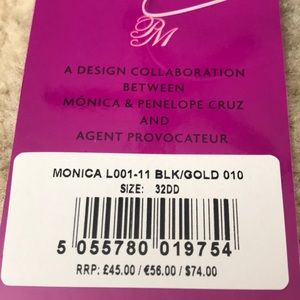 PM
A DESIGN COLLABORATION
BETWEEN
MÓNICA & PENELOPE CRUZ
AND
AGENT PROVOCATEUR
MONICA L001-11 BLK/GOLD 010
SIZE: 32DD
5 055780 019754
RRP: £45.00 / €56.00 / $74.00